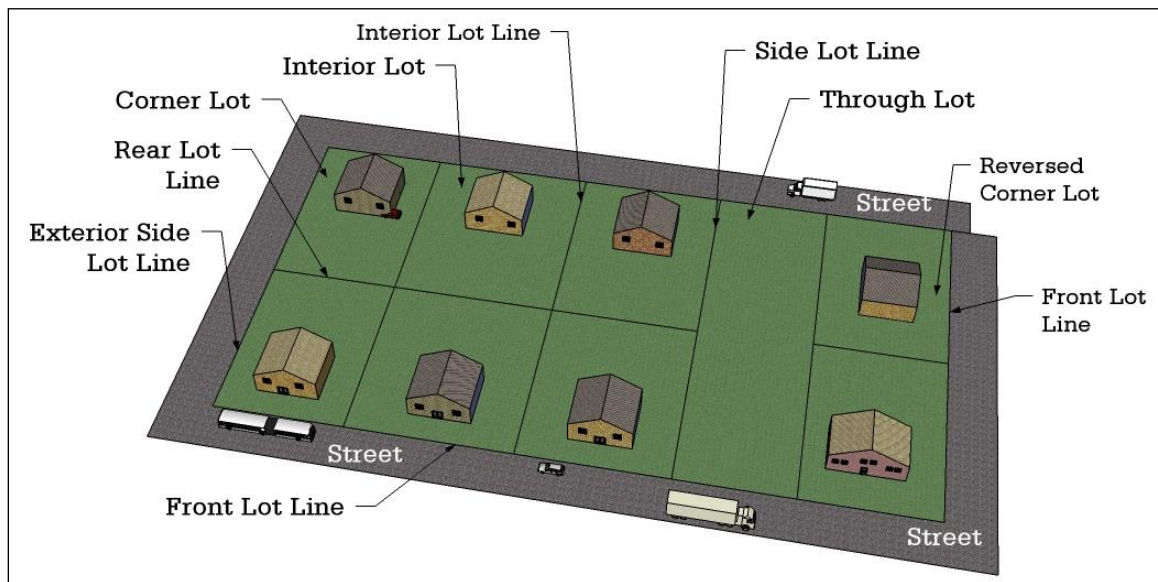 Interior Lot Line
Side Lot Line
Interior Lot
Corner Lot
Through Lot
Rear Lot
Line
Reversed
Corner Lot
Street
Exterior Side
Lot Line
Front Lot
Line
Street
Front Lot Line
Street